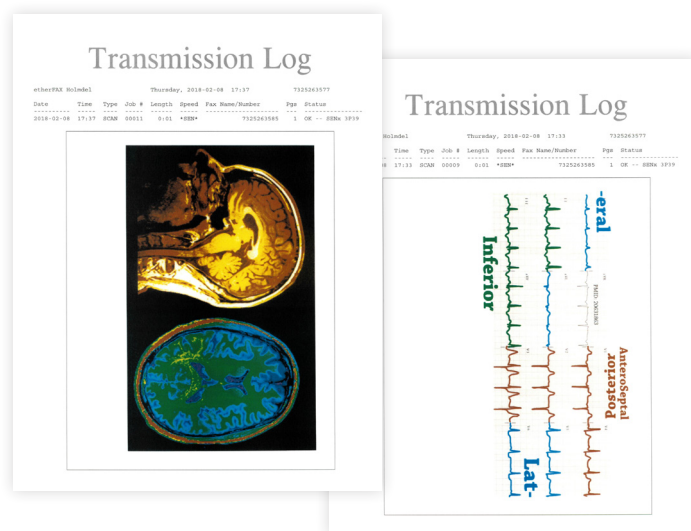 Transmission Log
etherFAX Holmdel Thursday, 2018-02-08 17:37 7325263577
Date Time Type Job # Length Speed Fax Name/Number Pgs Status
2018-02-08 17:37 SCAN 00011 0:01 *SEN* 7325263585 1 OK -- SENx 3P39
Transmission Log
Holmdel Thursday, 2018-02-08 17:33 7325263577
Time Type Job # Length Speed Fax Name/Number Pgs Status
8 17:33 SCAN 00009 0:01 *SEN* 7325263585 1 OK -- SENx 3P39
-eral
Inferior
AnteroSeptal
Posterior
Lat-